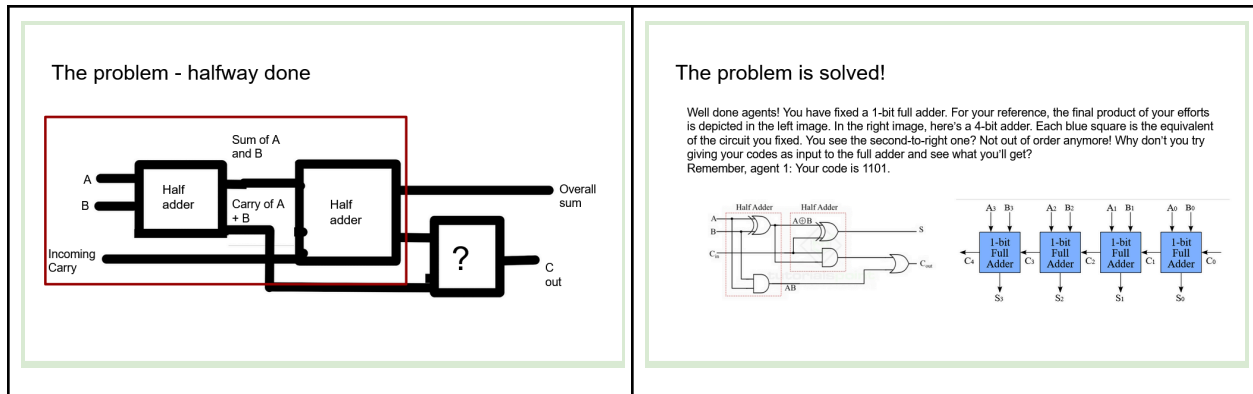 The problem - halfway done
Sum of A
and B
A
Half
adder
B
Carry of A
+ B
Half
adder
Overall
sum
Incoming
Carry
?
C
out
The problem is solved!
Well done agents! You have fixed a 1-bit full adder. For your reference, the final product of your efforts
is depicted in the left image. In the right image, here's a 4-bit adder. Each blue square is the equivalent
of the circuit you fixed. You see the second-to-right one? Not out of order anymore! Why don't you try
giving your codes as input to the full adder and see what you'll get?
Remember, agent 1: Your code is 1101.
Half Adder Half Adder
A
A⊕B
B
S
Cin
Cout
AB
A3 B3 A2 B2 A1 B1 A0 B0
1-bit
Full
Adder
1-bit
Full
Adder
1-bit
Full
Adder
1-bit
Full
Adder
C4 C3 C2 C1 C0
S3 S2 S1 S0